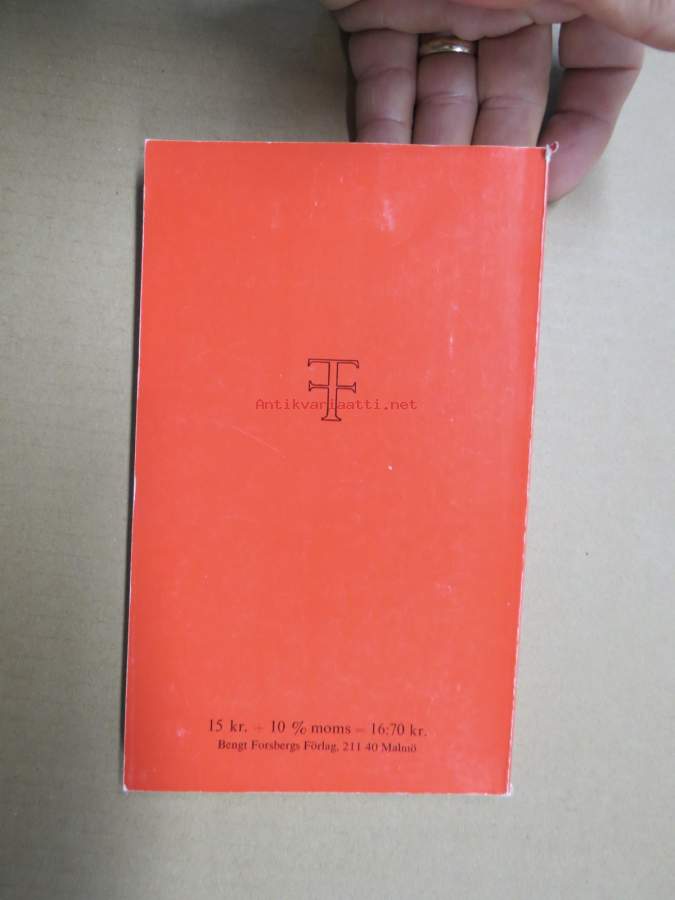 F
Antikvariaatti.net
15 kr. + 10 % moms = 16:70 kr.
Bengt Forsbergs Förlag, 211 40 Malmö